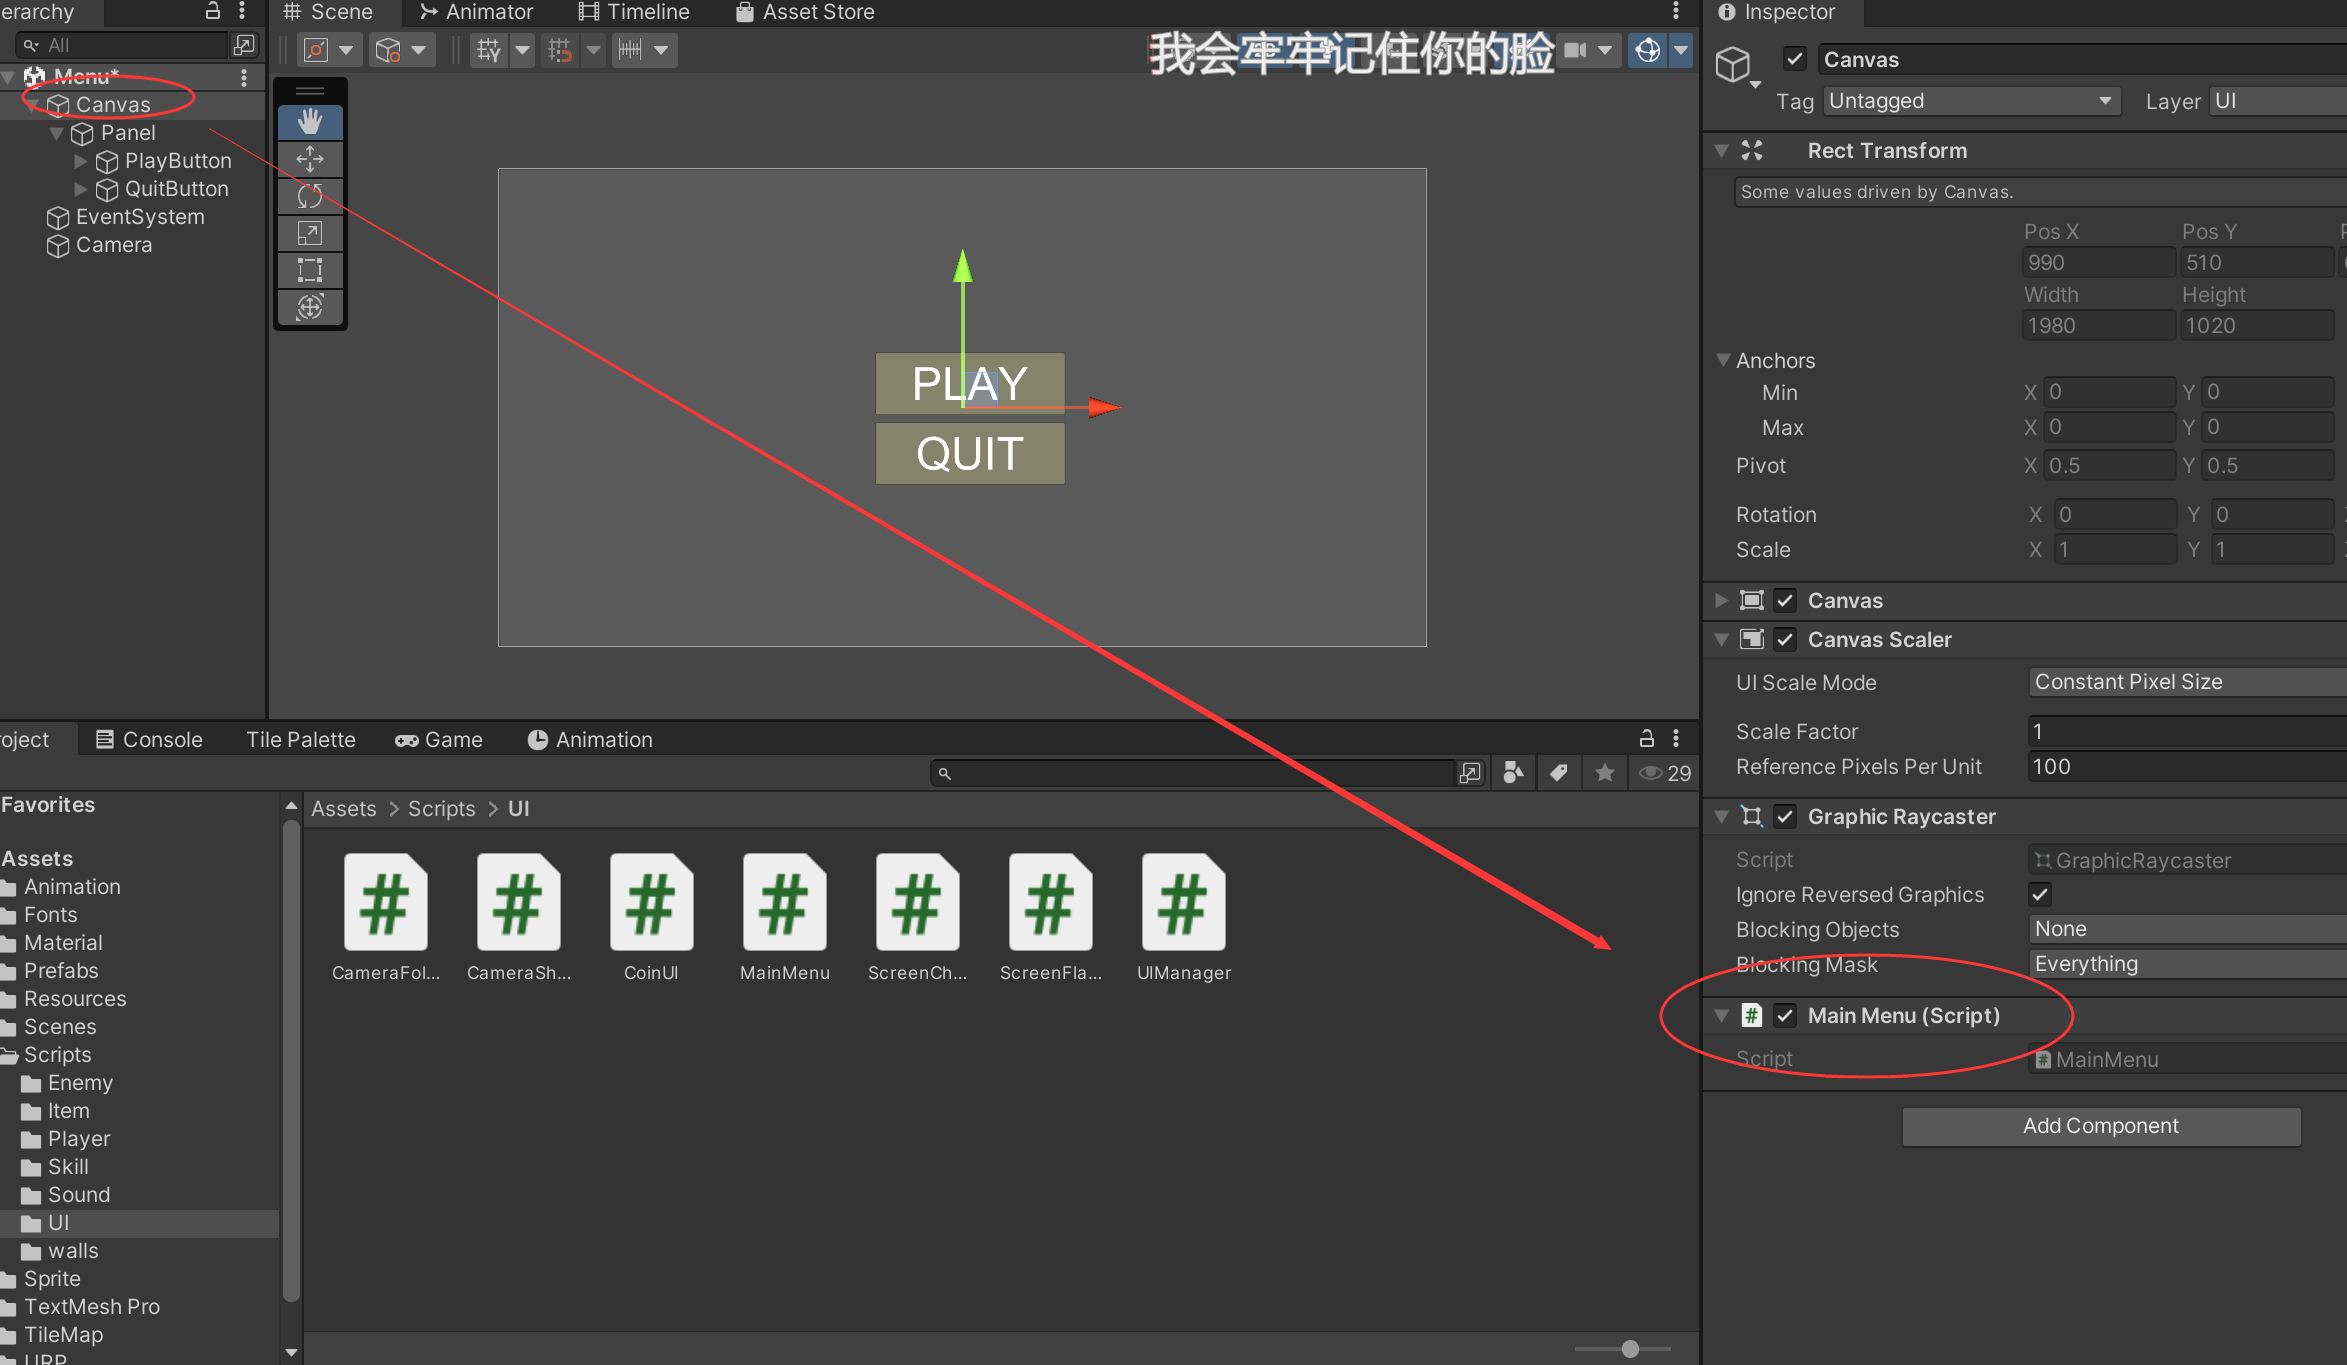 erarchy
Scene
Animator
Timeline
Asset Store
Inspector
All
Y
我会牢牢记住你的脸
Canvas
Tag
Untagged
Layer
UI
Menu*
Canvas
Panel
PlayButton
QuitButton
EventSystem
Camera
PLAY
QUIT
Rect Transform
Some values driven by Canvas.
Pos X
Pos Y
990
510
Width
Height
1980
1020
Anchors
Min
X 0
Y 0
Max
X 0
Y 0
Pivot
X 0.5
Y 0.5
Rotation
X 0
Y 0
Scale
X 1
Y 1
Canvas
Canvas Scaler
UI Scale Mode
Constant Pixel Size
Scale Factor
1
Reference Pixels Per Unit
100
Graphic Raycaster
Script
GraphicRaycaster
Ignore Reversed Graphics
Blocking Objects
None
Blocking Mask
Everything
Main Menu (Script)
Script
MainMenu
Add Component
oject
Console
Tile Palette
Game
Animation
29
Favorites
Assets
Animation
Fonts
Material
Prefabs
Resources
Scenes
Scripts
Enemy
Item
Player
Skill
Sound
UI
walls
Sprite
TextMesh Pro
TileMap
URP
Assets > Scripts > UI
CameraFol...
CameraSh...
CoinUI
MainMenu
ScreenCh...
ScreenFla...
UIManager